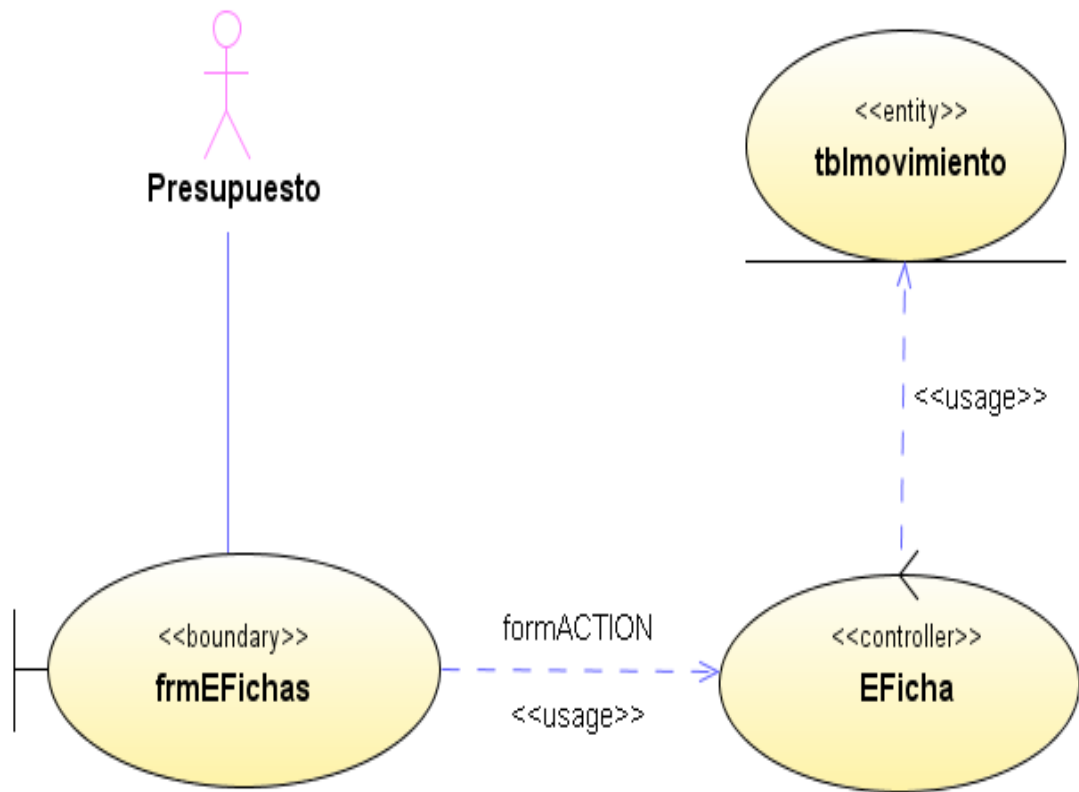 Presupuesto
<<entity>>
tblmovimiento
<<usage>>
<<boundary>>
frmEFichas
formACTION
<<usage>>
<<controller>>
EFicha